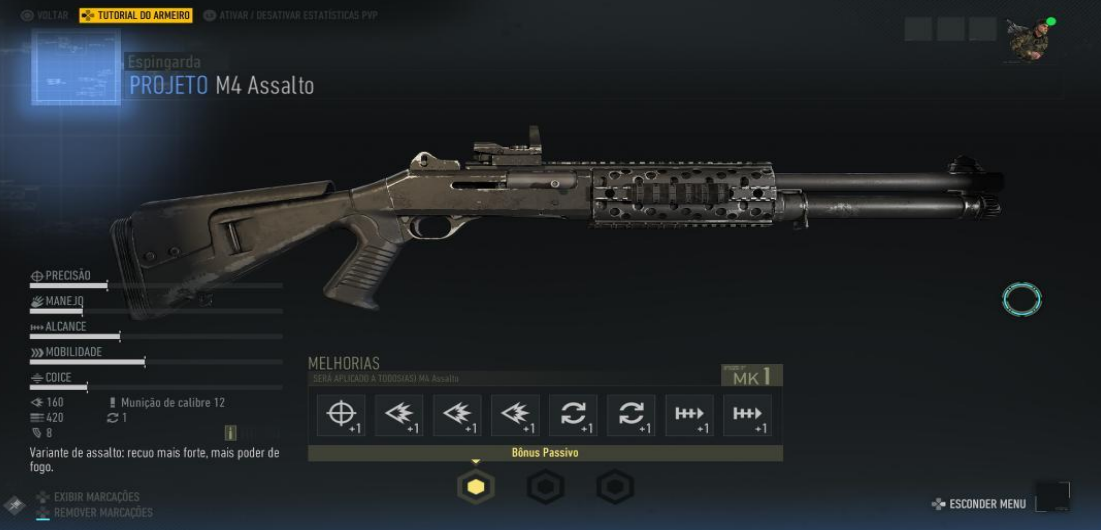 VOLTAR TUTORIAL DO ARMEIRO ATIVAR / DESATIVAR ESTATÍSTICAS PVP
Espingarda
PROJETO M4 Assalto
PRECISÃO
MANEJO
ALCANCE
MOBILIDADE
COICE
160 Munição de calibre 12
420 1
8
Variante de assalto: recuo mais forte, mais poder de
fogo.
MELHORIAS
SERÁ APLICADO A TODOS(AS) M4 Assalto
MK 1
+1 +1 +1 +1 +1 +1 +1 +1
Bônus Passivo
EXIBIR MARCAÇÕES
REMOVER MARCAÇÕES
ESCONDER MENU